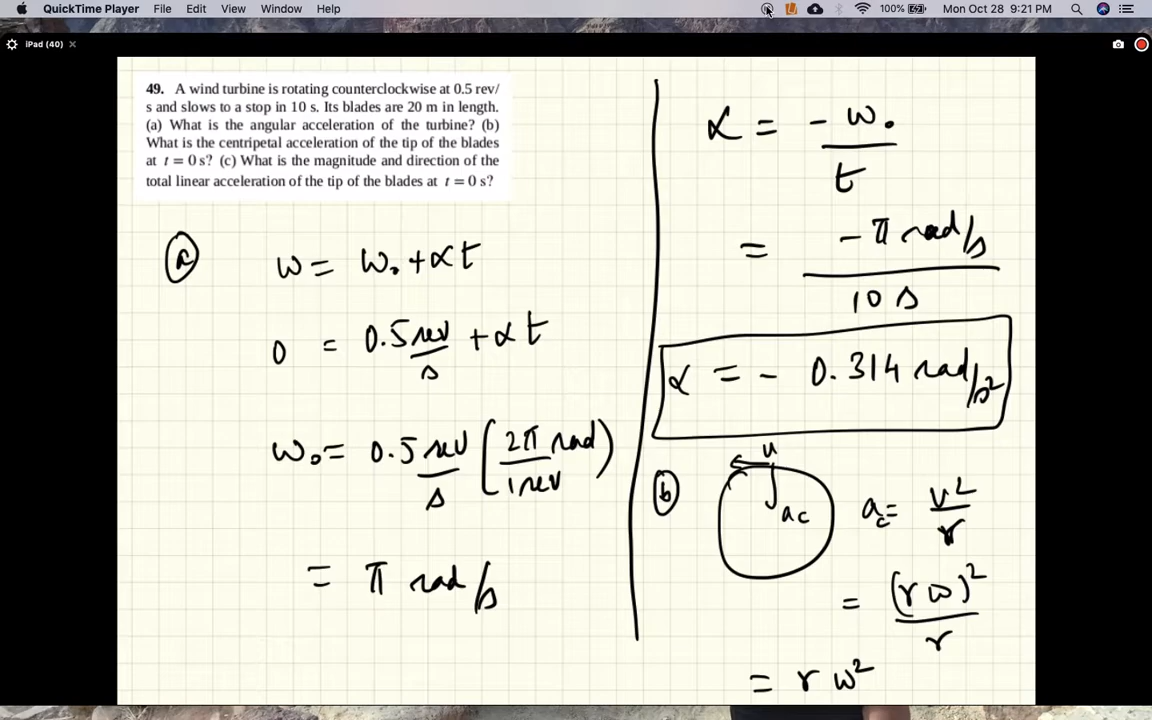 QuickTime Player File Edit View Window Help 100% Mon Oct 28 9:21 PM
iPad (40)
49. A wind turbine is rotating counterclockwise at 0.5 rev/
s and slows to a stop in 10 s. Its blades are 20 m in length.
(a) What is the angular acceleration of the turbine? (b)
What is the centripetal acceleration of the tip of the blades
at t = 0 s? (c) What is the magnitude and direction of the
total linear acceleration of the tip of the blades at t = 0 s?
(a) ω = ω₀ + αt
0 = 0.5 rev/s + αt
ω₀ = 0.5 rev/s (2π rad / 1 rev)
= π rad/s
α = -ω₀/t
= -π rad/s / 10 s
α = - 0.314 rad/s²
(b) v
ac
ac = v²/r
= (rω)²/r
= rω²